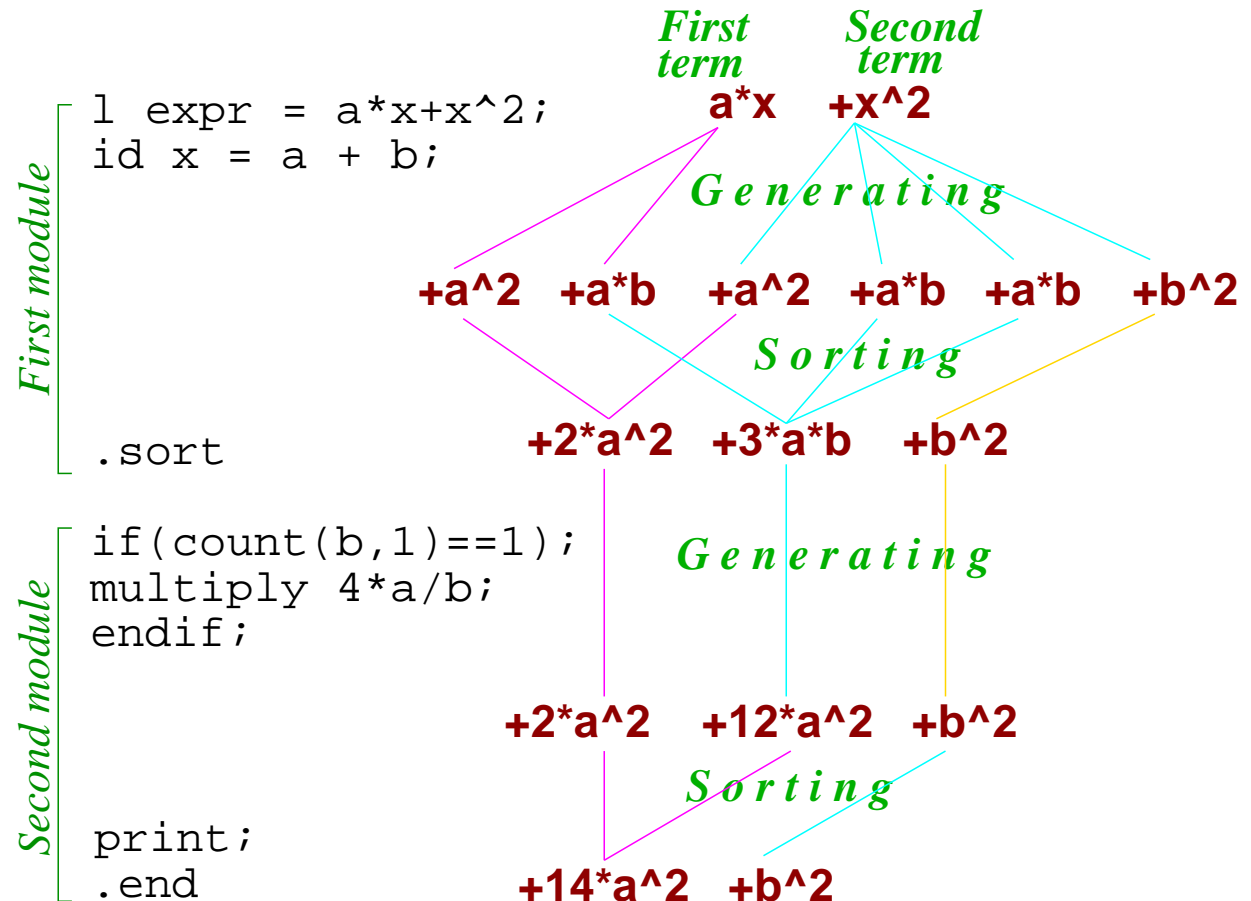 First Second
term term
l expr = a*x+x^2; a*x +x^2
id x = a + b;
Generating
First module
+a^2 +a*b +a^2 +a*b +a*b +b^2
Sorting
.sort +2*a^2 +3*a*b +b^2
if(count(b,1)==1);
multiply 4*a/b;
endif;
Generating
Second module
+2*a^2 +12*a^2 +b^2
Sorting
print;
.end +14*a^2 +b^2